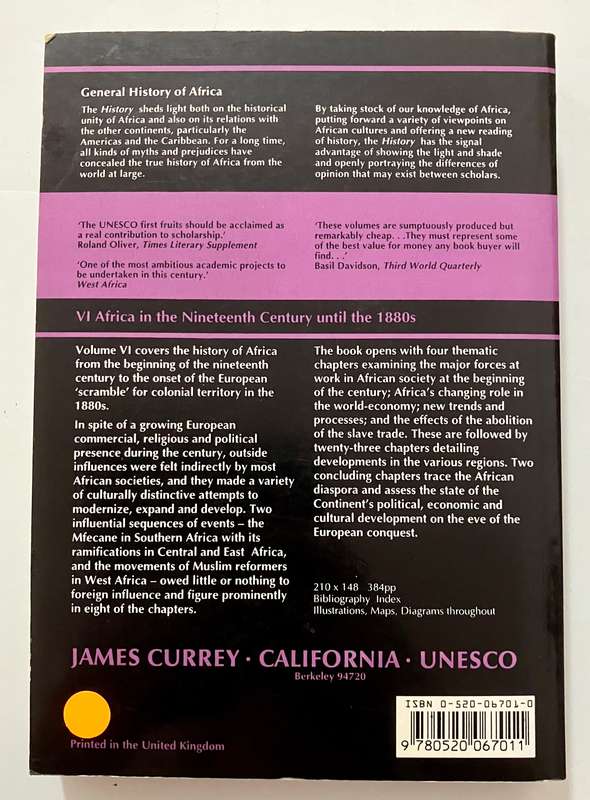 General History of Africa
The History sheds light both on the historical
unity of Africa and also on its relations with
the other continents, particularly the
Americas and the Caribbean. For a long time,
all kinds of myths and prejudices have
concealed the true history of Africa from the
world at large.
By taking stock of our knowledge of Africa,
putting forward a variety of viewpoints on
African cultures and offering a new reading
of history, the History has the signal
advantage of showing the light and shade
and openly portraying the differences of
opinion that may exist between scholars.
'The UNESCO first fruits should be acclaimed as
a real contribution to scholarship.'
Roland Oliver, Times Literary Supplement
'One of the most ambitious academic projects to
be undertaken in this century.'
West Africa
'These volumes are sumptuously produced but
remarkably cheap. . .They must represent some
of the best value for money any book buyer will
find. . .'
Basil Davidson, Third World Quarterly
VI Africa in the Nineteenth Century until the 1880s
Volume VI covers the history of Africa
from the beginning of the nineteenth
century to the onset of the European
'scramble' for colonial territory in the
1880s.
In spite of a growing European
commercial, religious and political
presence during the century, outside
influences were felt indirectly by most
African societies, and they made a variety
of culturally distinctive attempts to
modernize, expand and develop. Two
influential sequences of events – the
Mfecane in Southern Africa with its
ramifications in Central and East Africa,
and the movements of Muslim reformers
in West Africa – owed little or nothing to
foreign influence and figure prominently
in eight of the chapters.
The book opens with four thematic
chapters examining the major forces at
work in African society at the beginning
of the century; Africa's changing role in
the world-economy; new trends and
processes; and the effects of the abolition
of the slave trade. These are followed by
twenty-three chapters detailing
developments in the various regions. Two
concluding chapters trace the African
diaspora and assess the state of the
Continent's political, economic and
cultural development on the eve of the
European conquest.
210 x 148 384pp
Bibliography Index
Illustrations, Maps, Diagrams throughout
JAMES CURREY · CALIFORNIA · UNESCO
Berkeley 94720
Printed in the United Kingdom
ISBN 0-520-06701-0
9 780520 067011